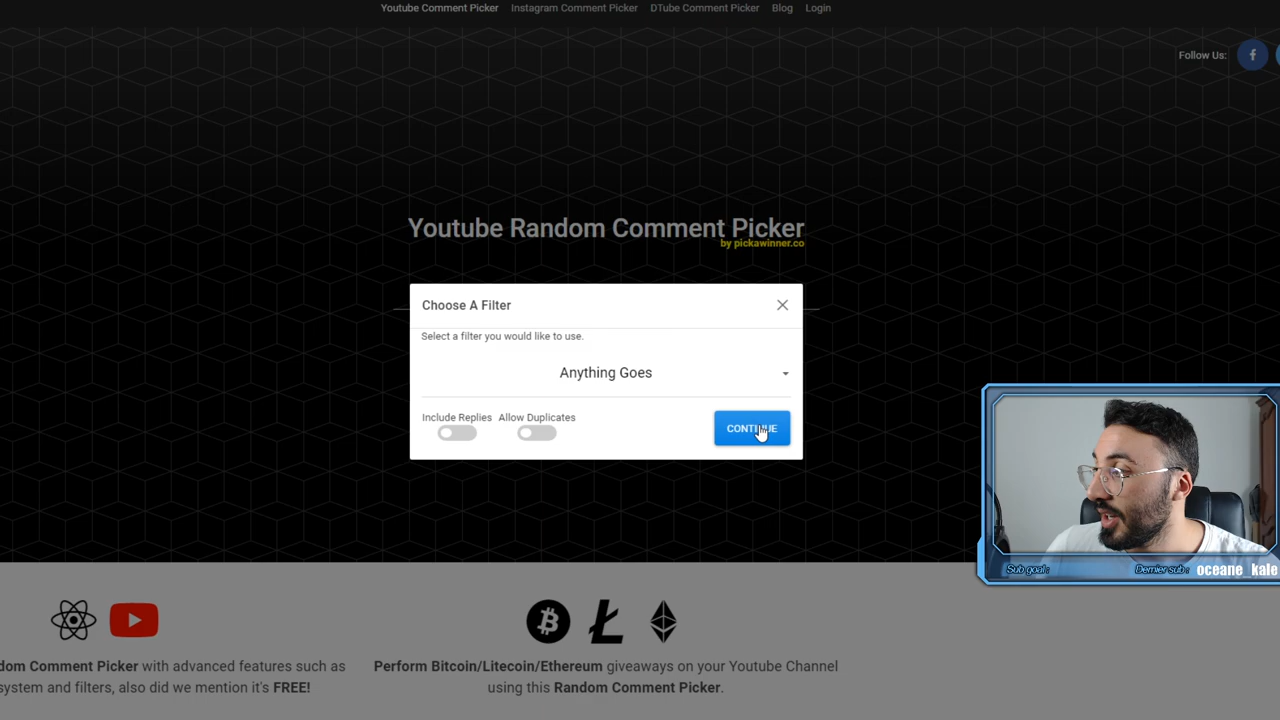 Youtube Comment Picker Instagram Comment Picker DTube Comment Picker Blog Login
Follow Us:
Youtube Random Comment Picker
by pickawinner.co
Choose A Filter
Select a filter you would like to use.
Anything Goes
Include Replies Allow Duplicates
CONTINUE
Sub goal : Dernier sub : oceane_kale
dom Comment Picker with advanced features such as
system and filters, also did we mention it's FREE!
Perform Bitcoin/Litecoin/Ethereum giveaways on your Youtube Channel
using this Random Comment Picker.